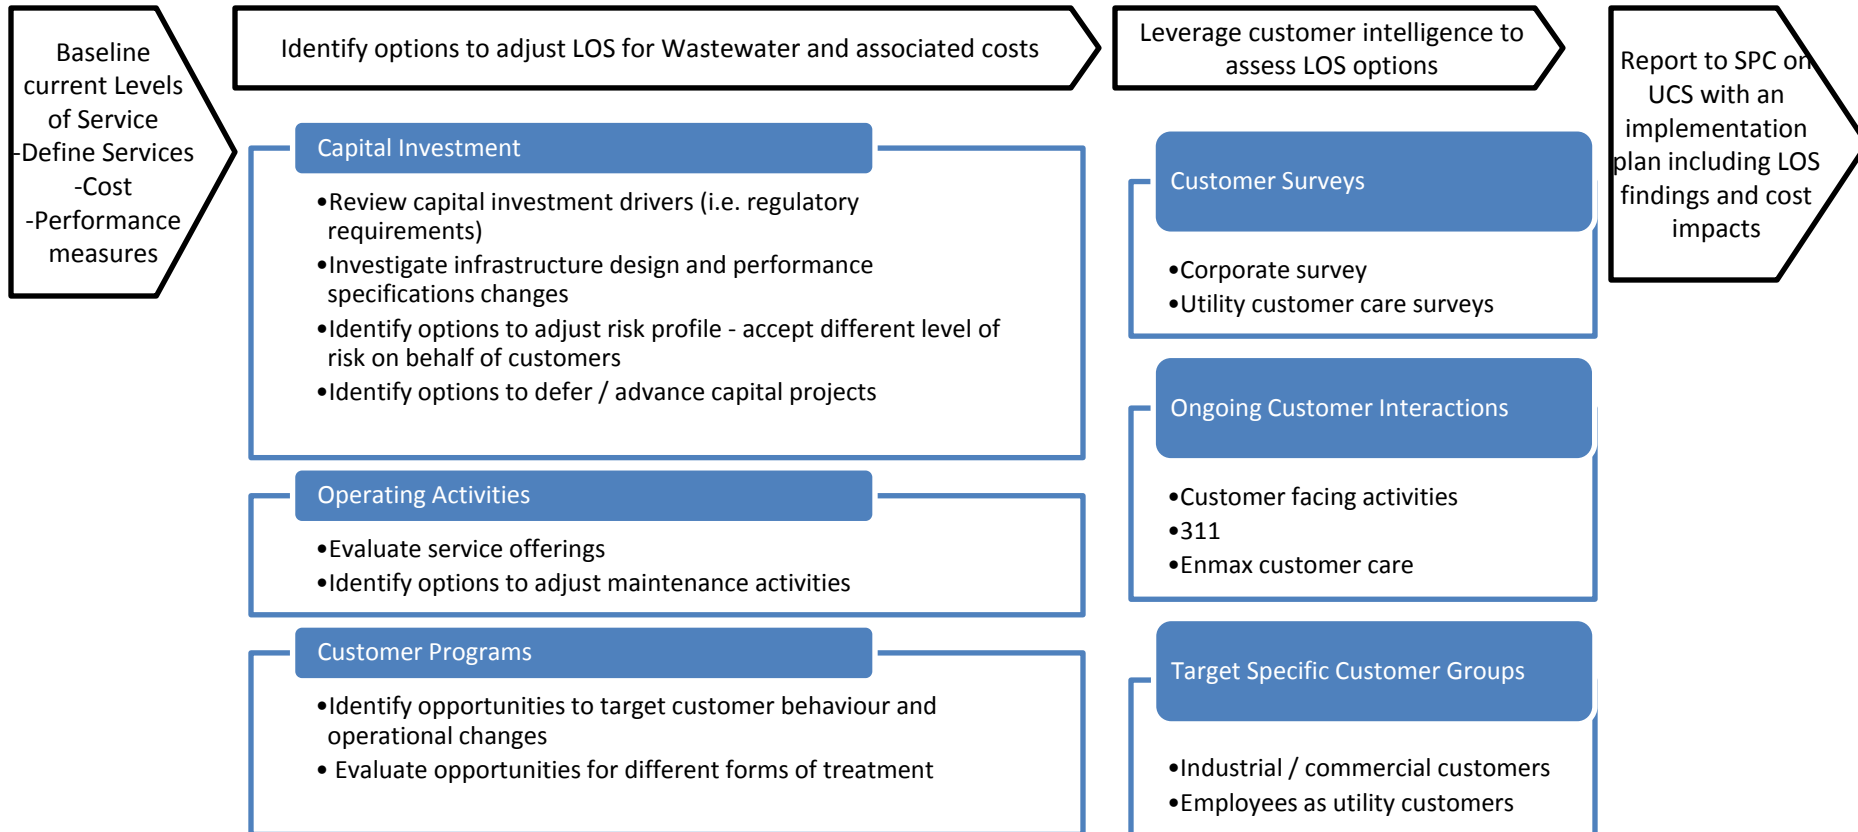 Baseline
current Levels
of Service
-Define Services
-Cost
-Performance
measures
Identify options to adjust LOS for Wastewater and associated costs
Capital Investment
•Review capital investment drivers (i.e. regulatory
requirements)
•Investigate infrastructure design and performance
specifications changes
•Identify options to adjust risk profile - accept different level of
risk on behalf of customers
•Identify options to defer / advance capital projects
Operating Activities
•Evaluate service offerings
•Identify options to adjust maintenance activities
Customer Programs
•Identify opportunities to target customer behaviour and
operational changes
• Evaluate opportunities for different forms of treatment
Leverage customer intelligence to
assess LOS options
Customer Surveys
•Corporate survey
•Utility customer care surveys
Ongoing Customer Interactions
•Customer facing activities
•311
•Enmax customer care
Target Specific Customer Groups
•Industrial / commercial customers
•Employees as utility customers
Report to SPC on
UCS with an
implementation
plan including LOS
findings and cost
impacts